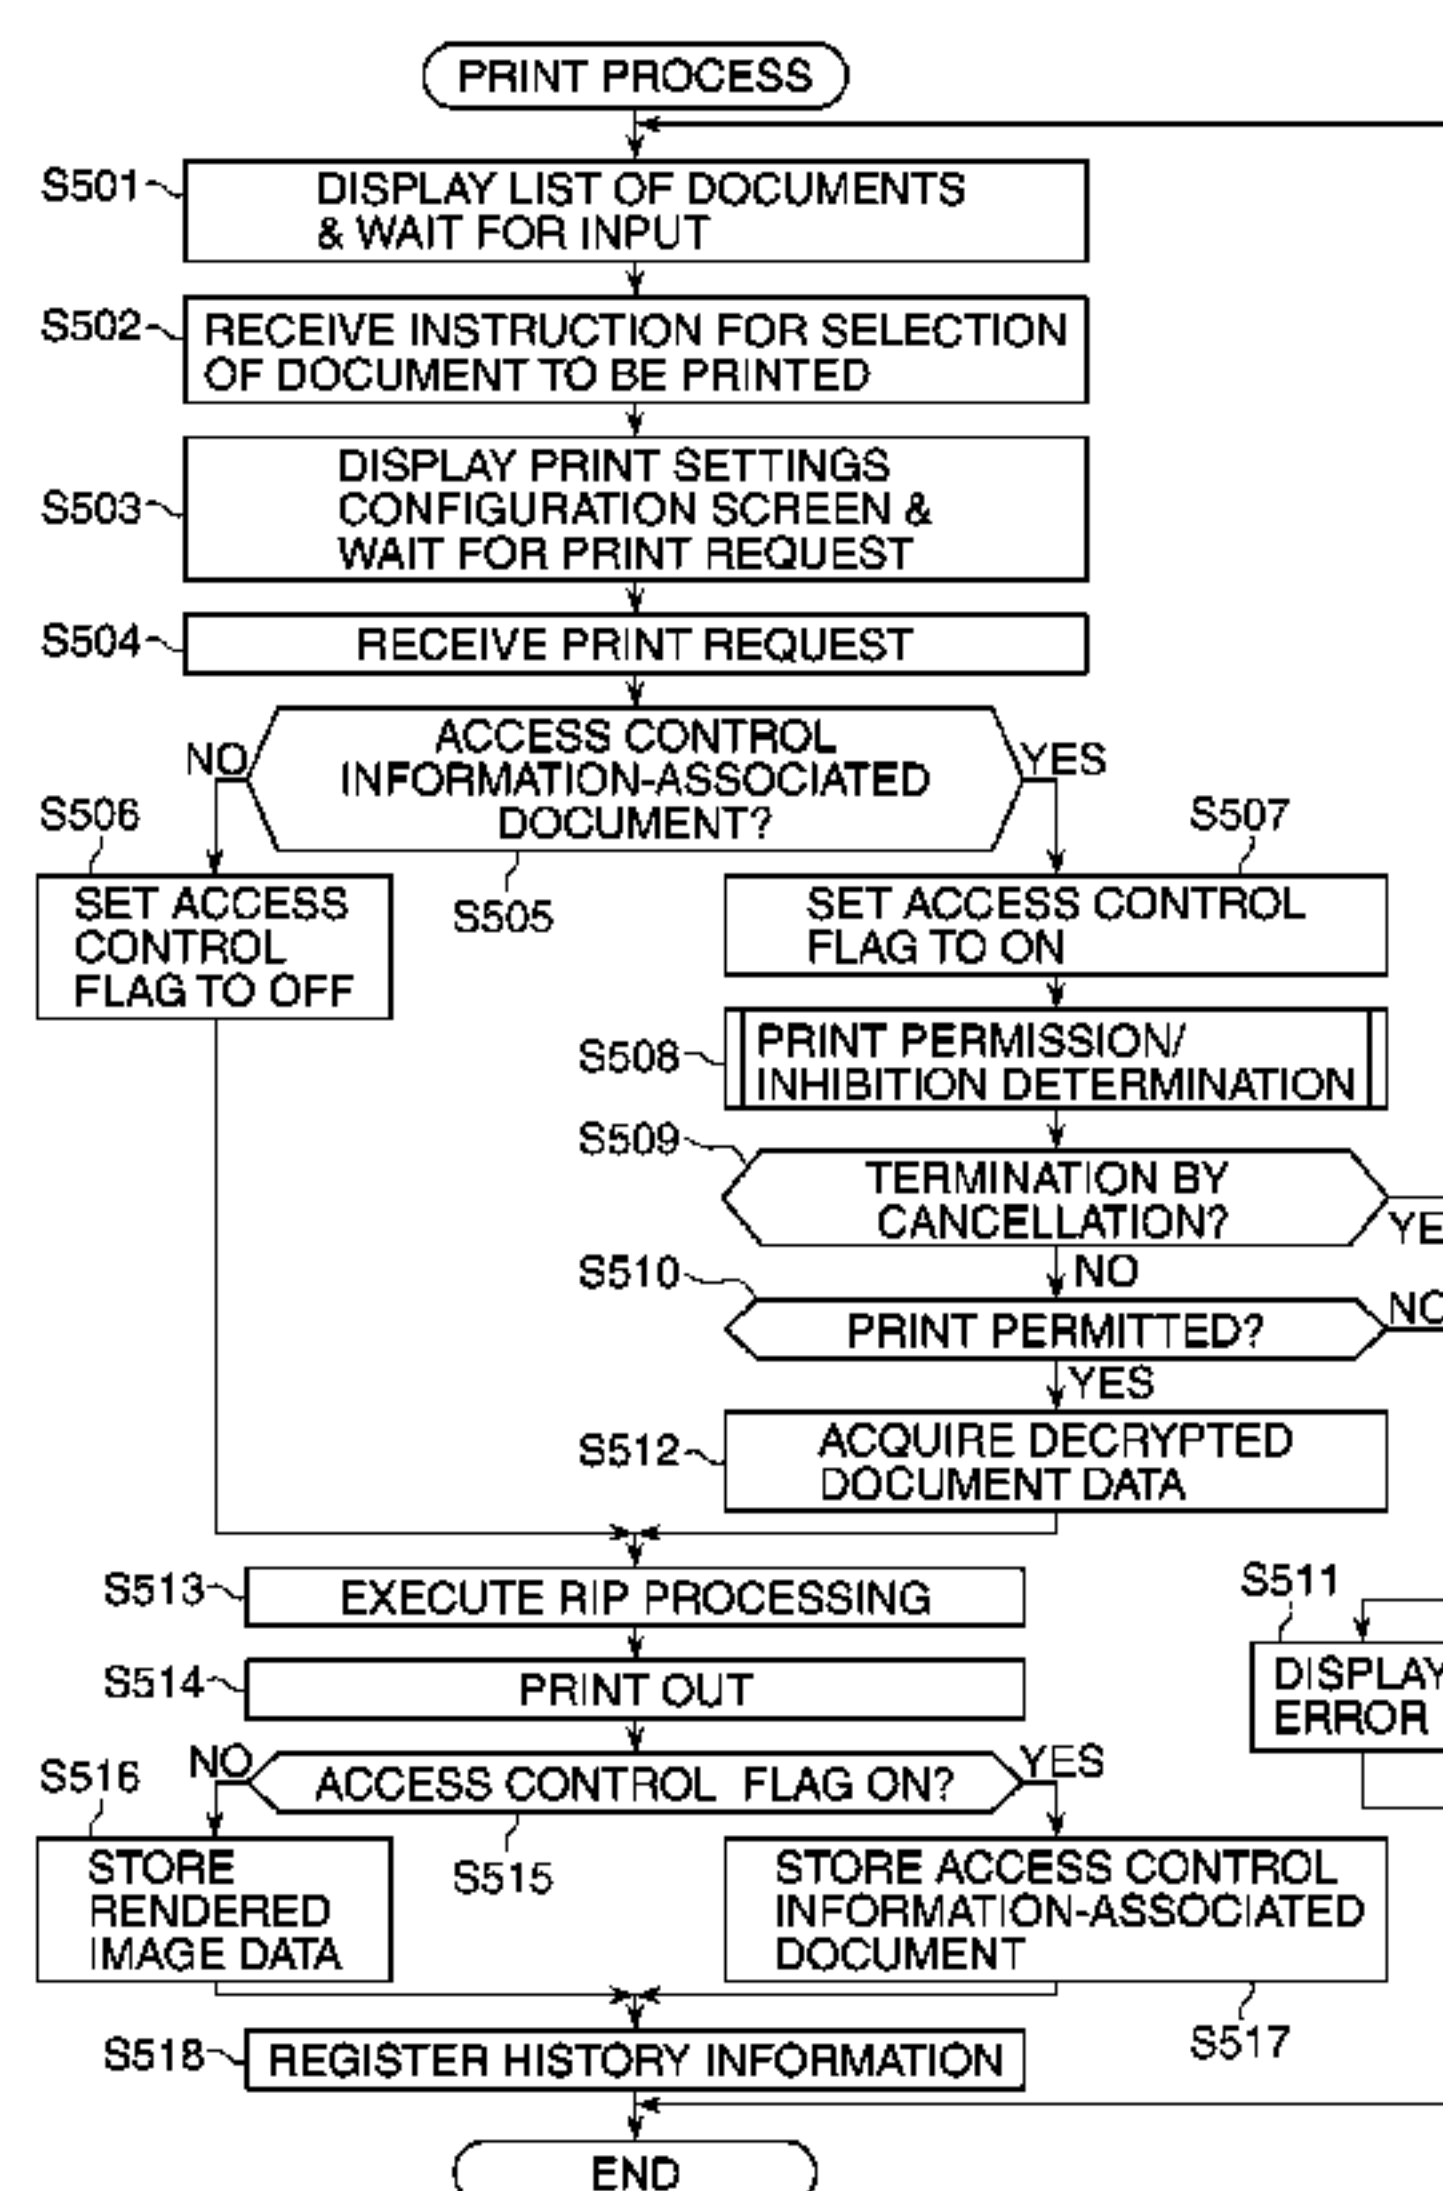 PRINT PROCESS
S501
DISPLAY LIST OF DOCUMENTS
& WAIT FOR INPUT
S502
RECEIVE INSTRUCTION FOR SELECTION
OF DOCUMENT TO BE PRINTED
S503
DISPLAY PRINT SETTINGS
CONFIGURATION SCREEN &
WAIT FOR PRINT REQUEST
S504
RECEIVE PRINT REQUEST
NO
ACCESS CONTROL
INFORMATION-ASSOCIATED
DOCUMENT?
YES
S505
S506
SET ACCESS
CONTROL
FLAG TO OFF
S507
SET ACCESS CONTROL
FLAG TO ON
S508
PRINT PERMISSION/
INHIBITION DETERMINATION
S509
TERMINATION BY
CANCELLATION?
YE
NO
S510
PRINT PERMITTED?
NO
YES
S512
ACQUIRE DECRYPTED
DOCUMENT DATA
S513
EXECUTE RIP PROCESSING
S511
DISPLAY
ERROR
S514
PRINT OUT
NO
ACCESS CONTROL FLAG ON?
YES
S515
S516
STORE
RENDERED
IMAGE DATA
STORE ACCESS CONTROL
INFORMATION-ASSOCIATED
DOCUMENT
S517
S518
REGISTER HISTORY INFORMATION
END